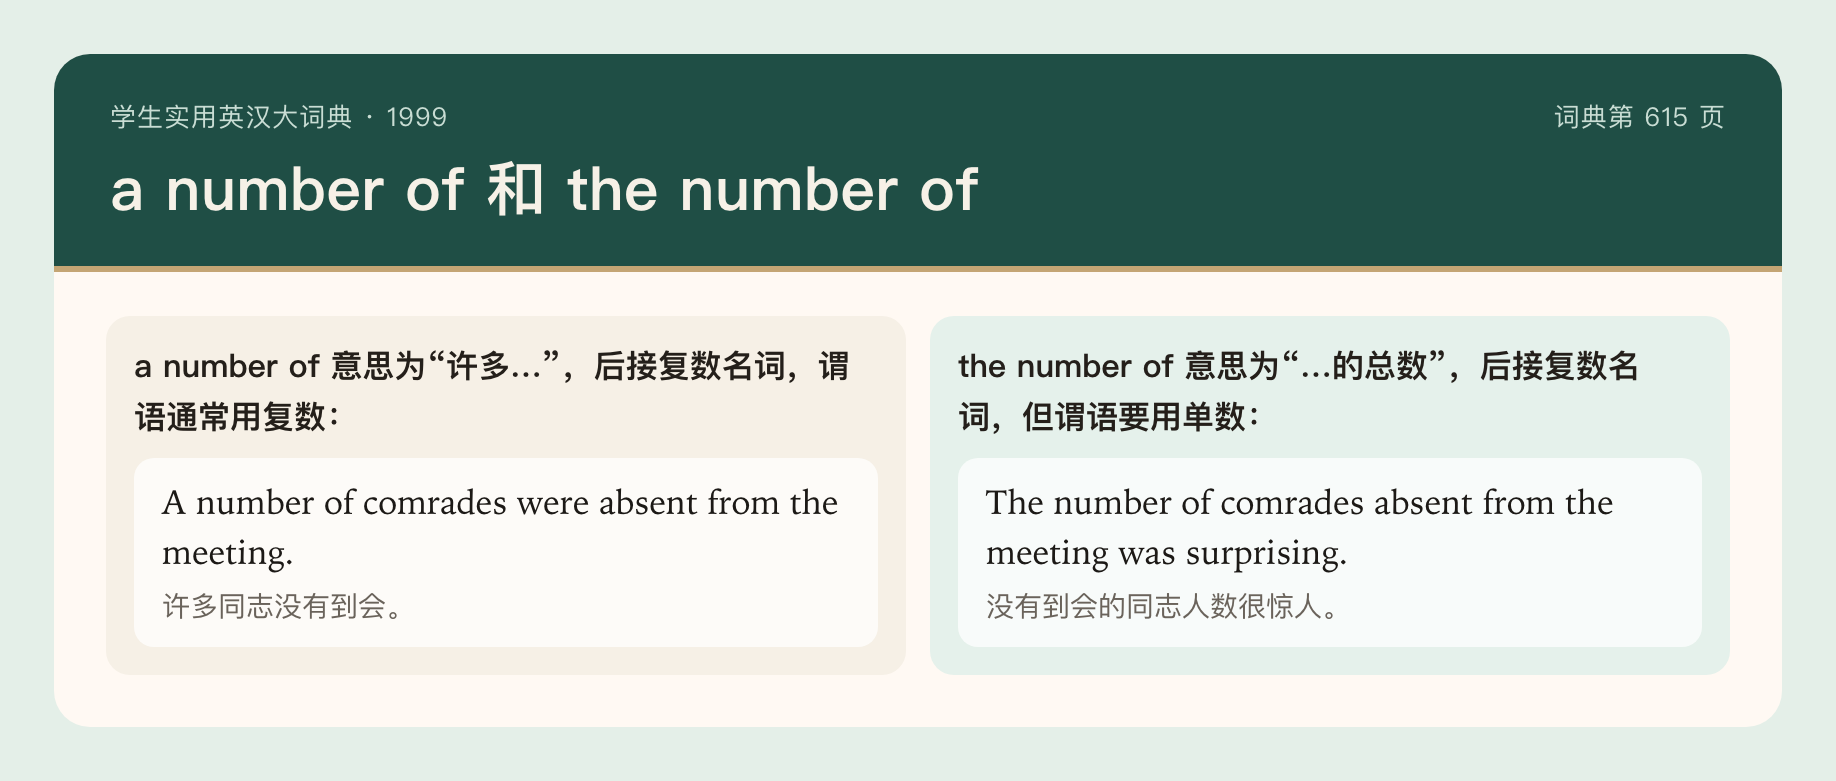 学生实用英汉大词典 · 1999
词典第 615 页
a number of 和 the number of
a number of 意思为“许多…”，后接复数名词，谓
语通常用复数：
A number of comrades were absent from the
meeting.
许多同志没有到会。
the number of 意思为“…的总数”，后接复数名
词，但谓语要用单数：
The number of comrades absent from the
meeting was surprising.
没有到会的同志人数很惊人。